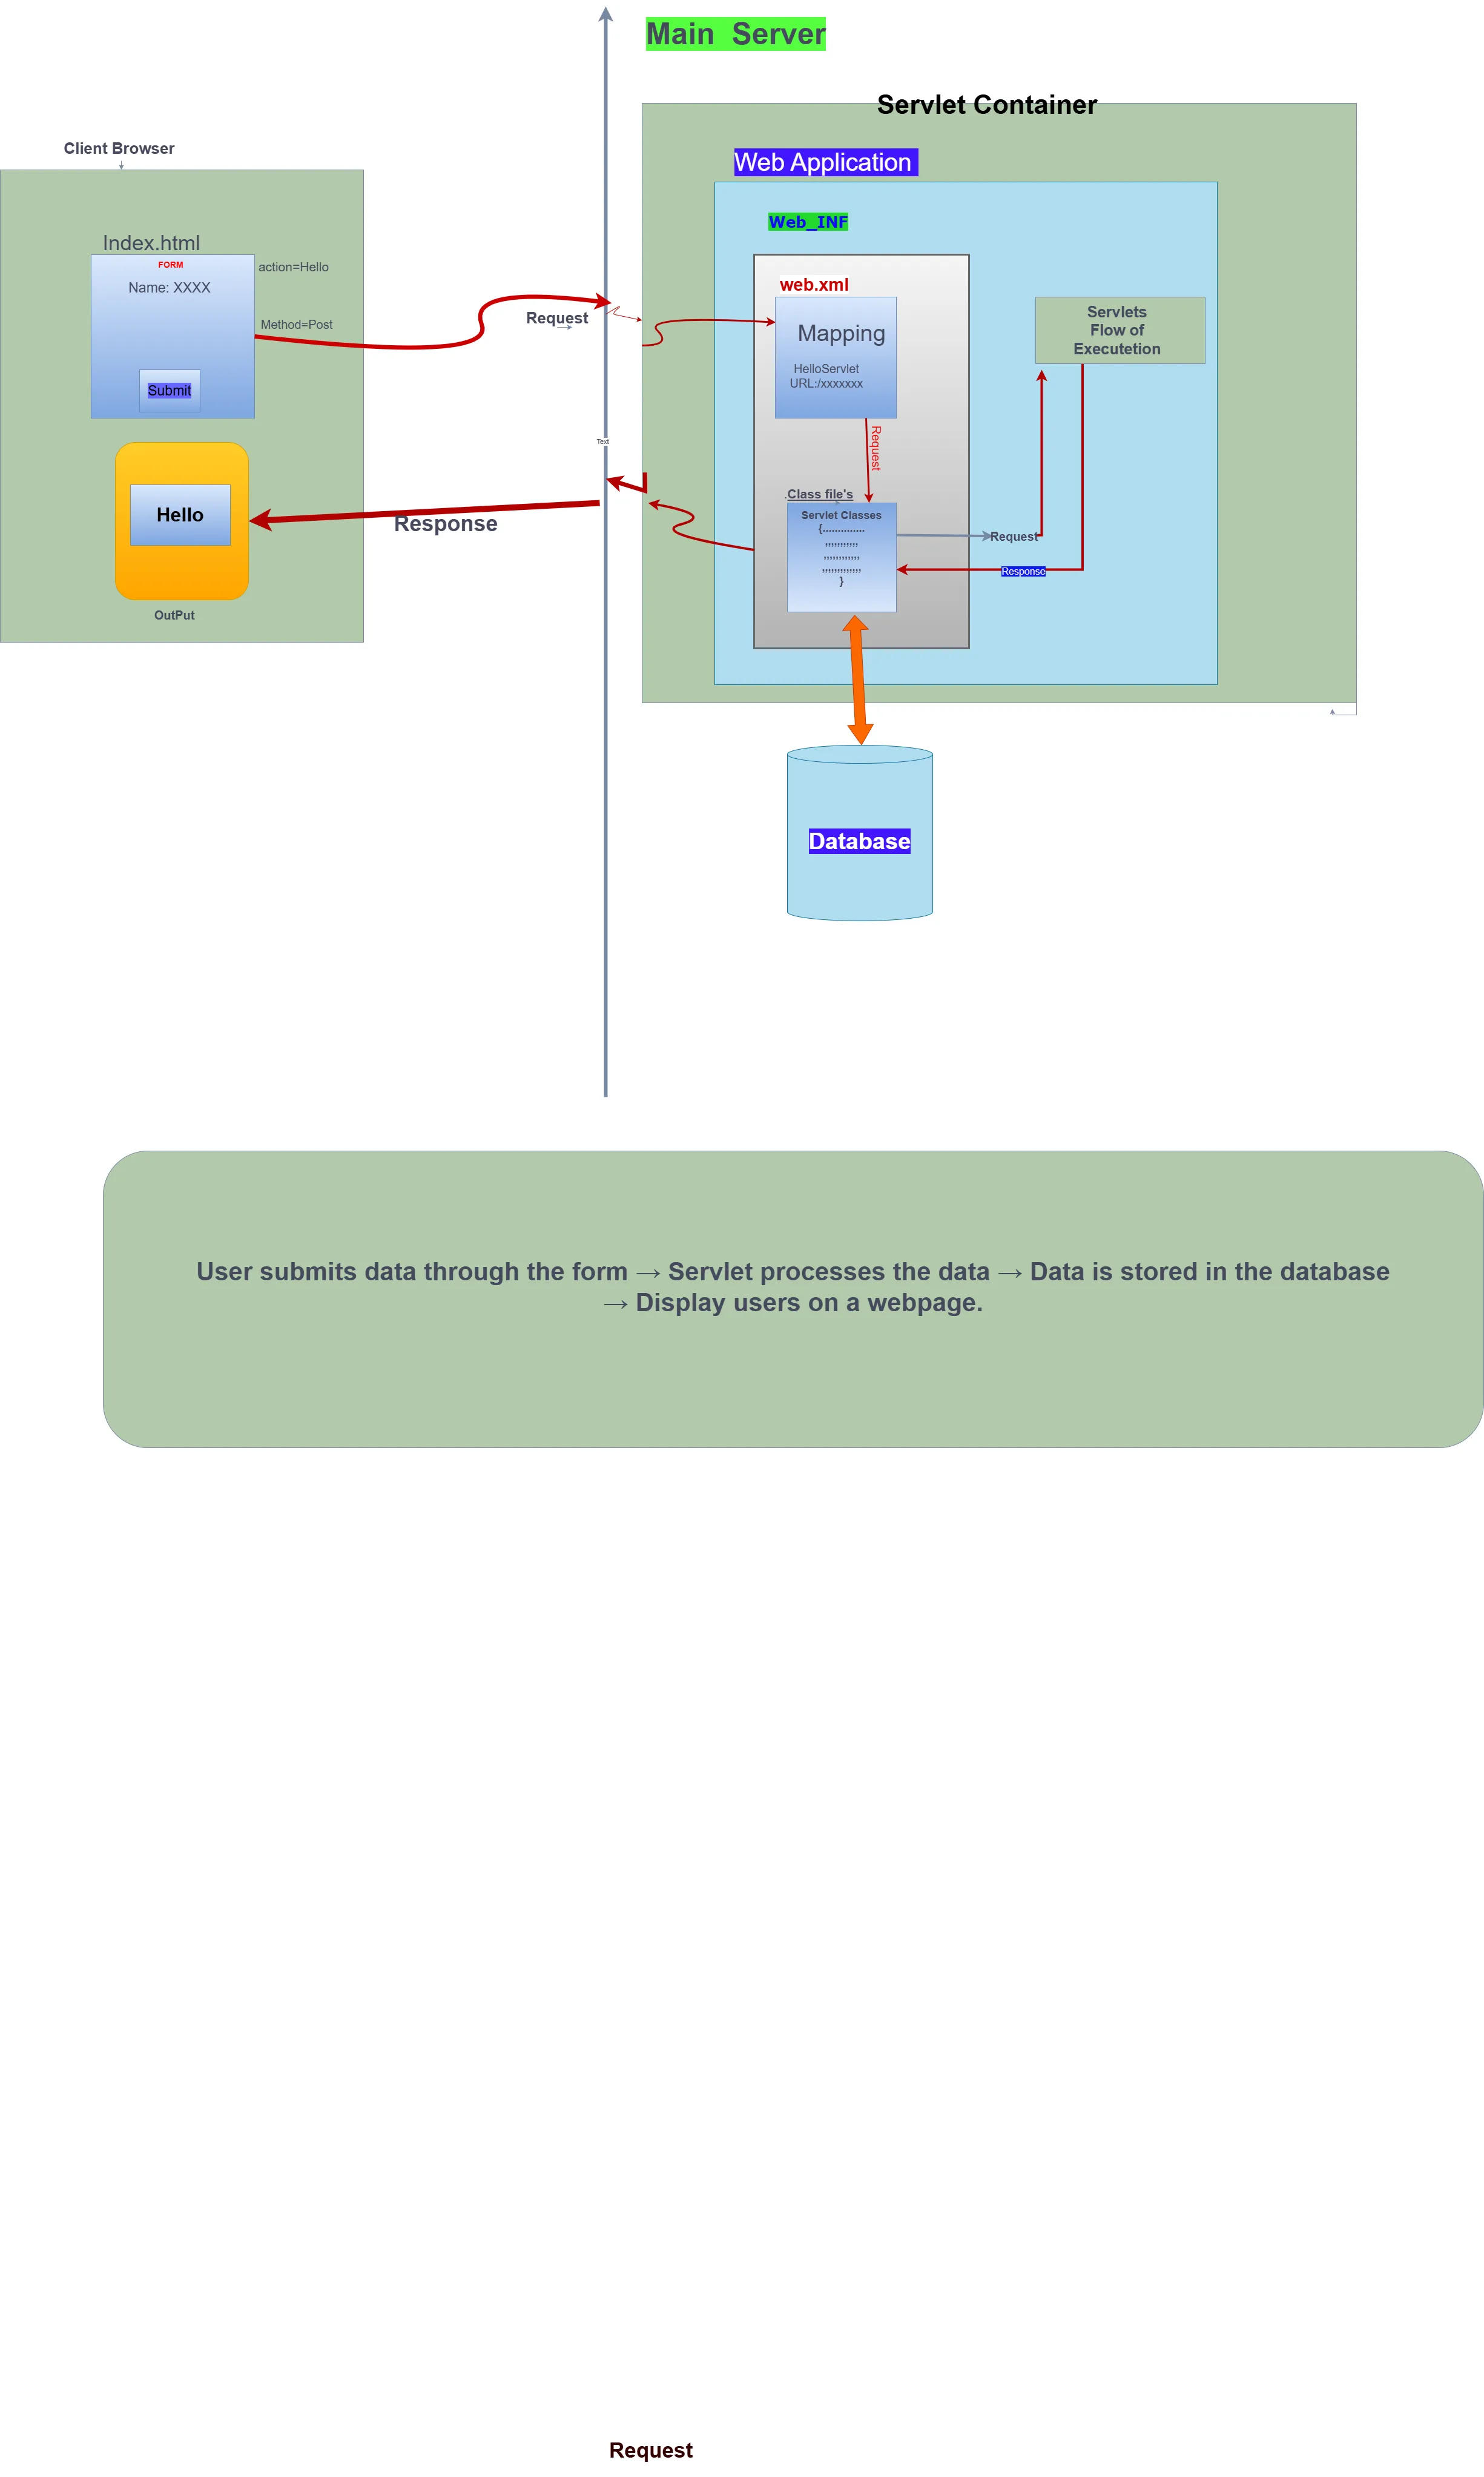 Main  Server
Servlet Container
Client Browser
Web Application
Web_INF
Index.html
FORM
action=Hello
Name: XXXX
Method=Post
Submit
Request
web.xml
Mapping
HelloServlet
URL:/xxxxxxx
Servlets
Flow of
Executetion
Request
Text
.Class file's
Servlet Classes
{..............
,,,,,,,,,,,
,,,,,,,,,,,,
,,,,,,,,,,,,,
}
Request
Response
Hello
Response
OutPut
Database
User submits data through the form → Servlet processes the data → Data is stored in the database
→ Display users on a webpage.
Request